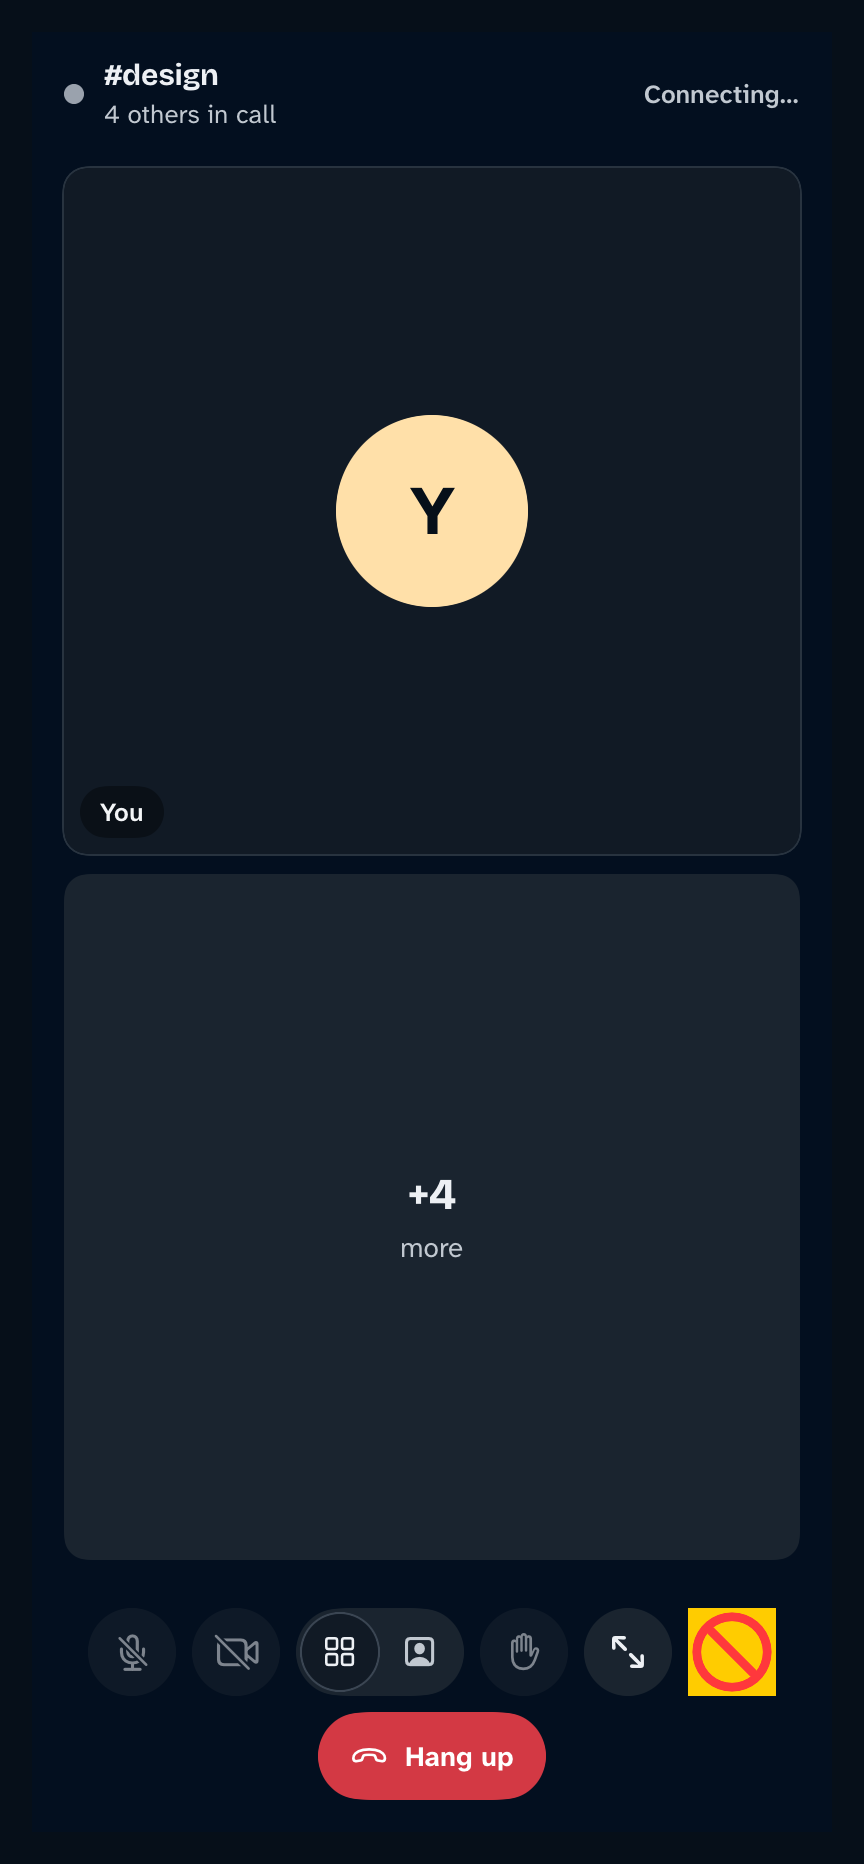 #design
4 others in call
Connecting...
Y
You
+4
more
Hang up